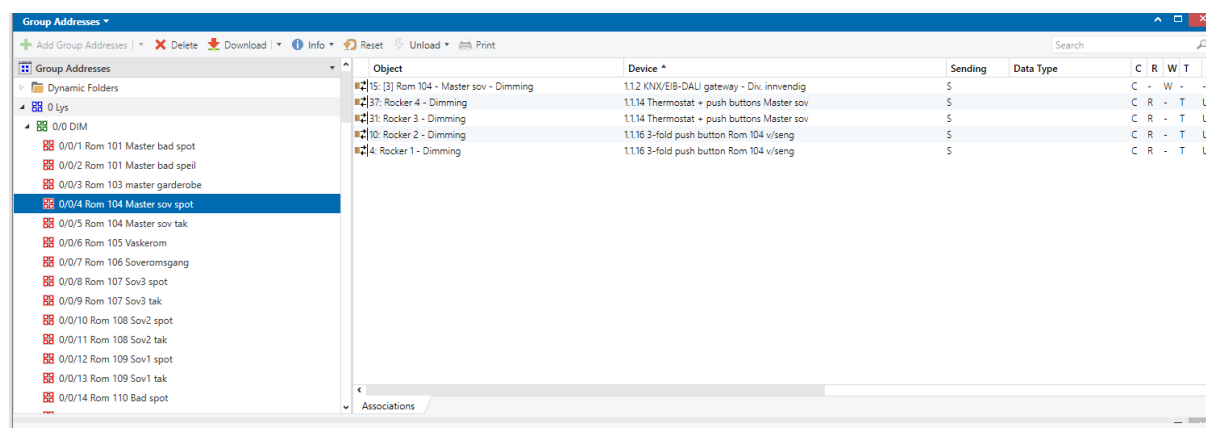 Group Addresses
Add Group Addresses Delete Download Info Reset Unload Print Search
Group Addresses
Dynamic Folders
0 Lys
0/0 DIM
0/0/1 Rom 101 Master bad spot
0/0/2 Rom 101 Master bad speil
0/0/3 Rom 103 master garderobe
0/0/4 Rom 104 Master sov spot
0/0/5 Rom 104 Master sov tak
0/0/6 Rom 105 Vaskerom
0/0/7 Rom 106 Soveromsgang
0/0/8 Rom 107 Sov3 spot
0/0/9 Rom 107 Sov3 tak
0/0/10 Rom 108 Sov2 spot
0/0/11 Rom 108 Sov2 tak
0/0/12 Rom 109 Sov1 spot
0/0/13 Rom 109 Sov1 tak
0/0/14 Rom 110 Bad spot
Object Device Sending Data Type C R W T
15: [3] Rom 104 - Master sov - Dimming 1.1.2 KNX/EIB-DALI gateway - Div. innvendig S C - W - -
37: Rocker 4 - Dimming 1.1.14 Thermostat + push buttons Master sov S C R - T U
31: Rocker 3 - Dimming 1.1.14 Thermostat + push buttons Master sov S C R - T U
10: Rocker 2 - Dimming 1.1.16 3-fold push button Rom 104 v/seng S C R - T U
4: Rocker 1 - Dimming 1.1.16 3-fold push button Rom 104 v/seng S C R - T U
Associations